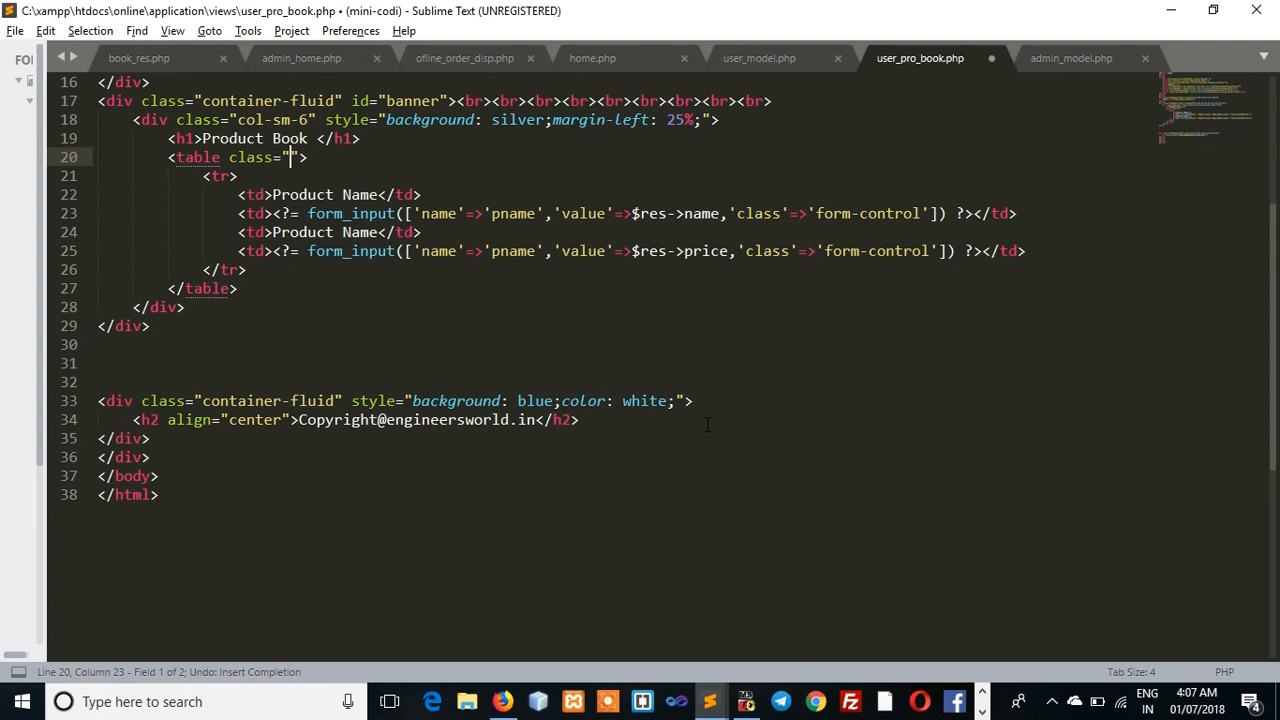 C:\xampp\htdocs\online\application\views\user_pro_book.php • (mini-codi) - Sublime Text (UNREGISTERED)
File Edit Selection Find View Goto Tools Project Preferences Help
FOI
book_res.php admin_home.php ofline_order_disp.php home.php user_model.php user_pro_book.php admin_model.php
16 </div>
17 <div class="container-fluid" id="banner"><br><br><br><br><br><br><br><br><br>
18 <div class="col-sm-6" style="background: silver;margin-left: 25%;">
19 <h1>Product Book </h1>
20 <table class="">
21 <tr>
22 <td>Product Name</td>
23 <td><?= form_input(['name'=>'pname','value'=>$res->name,'class'=>'form-control']) ?></td>
24 <td>Product Name</td>
25 <td><?= form_input(['name'=>'pname','value'=>$res->price,'class'=>'form-control']) ?></td>
26 </tr>
27 </table>
28 </div>
29 </div>
30
31
32
33 <div class="container-fluid" style="background: blue;color: white;">
34 <h2 align="center">Copyright@engineersworld.in</h2>
35 </div>
36 </div>
37 </body>
38 </html>
Line 20, Column 23 - Field 1 of 2; Undo: Insert Completion Tab Size: 4 PHP
Type here to search ENG 4:07 AM
IN 01/07/2018 4